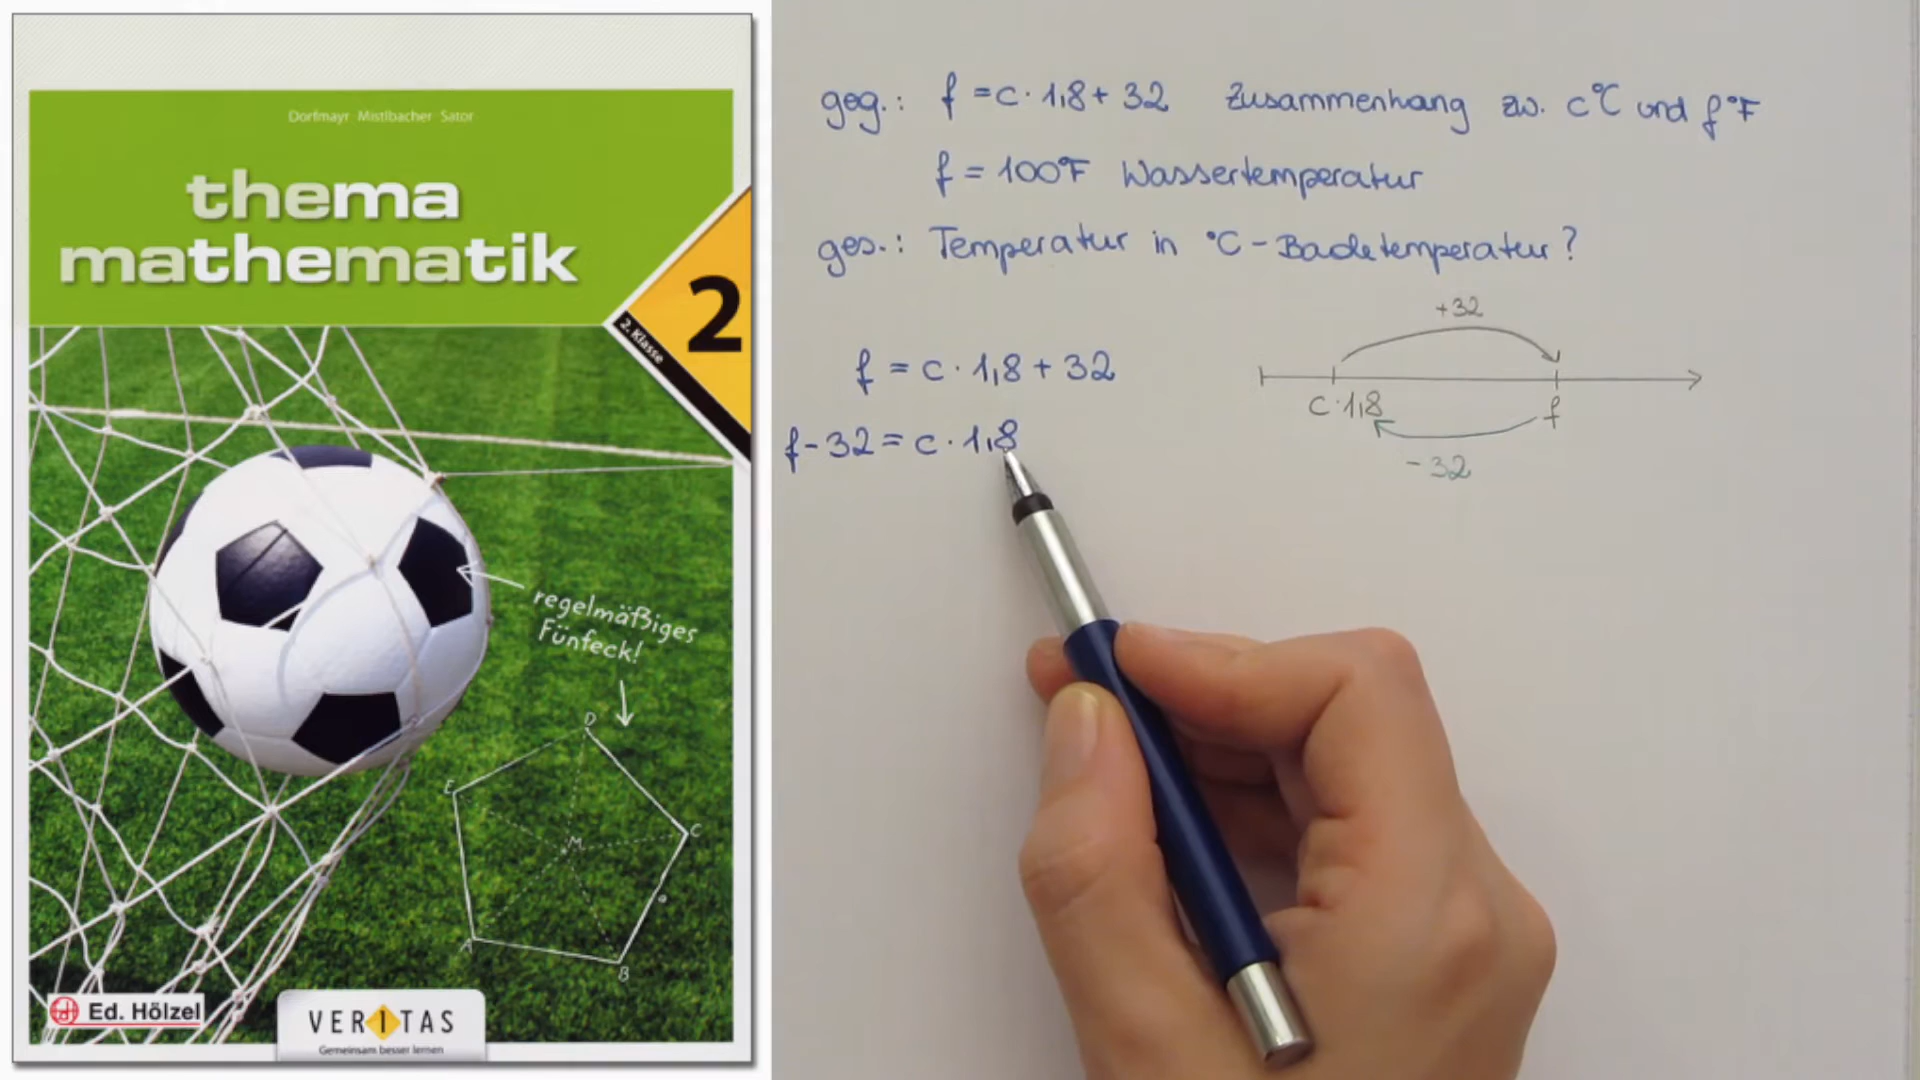 Dorfmayr Mistlbacher Sator
thema
mathematik
2
2. Klasse
regelmäßiges
Fünfeck!
D
E
C
M
a
A
B
Ed. Hölzel
VERITAS
Gemeinsam besser lernen
geg.: f = c · 1,8 + 32 Zusammenhang zw. c°C und f°F
f = 100°F Wassertemperatur
ges.: Temperatur in °C - Badetemperatur?
f = c · 1,8 + 32
f - 32 = c · 1,8
+32
c · 1,8 f
- 32